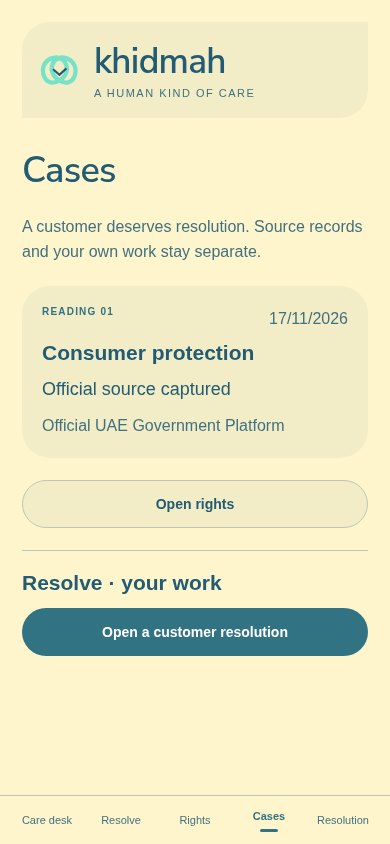 khidmah
A HUMAN KIND OF CARE
Cases
A customer deserves resolution. Source records
and your own work stay separate.
READING 01
17/11/2026
Consumer protection
Official source captured
Official UAE Government Platform
Open rights
Resolve · your work
Open a customer resolution
Care desk
Resolve
Rights
Cases
Resolution